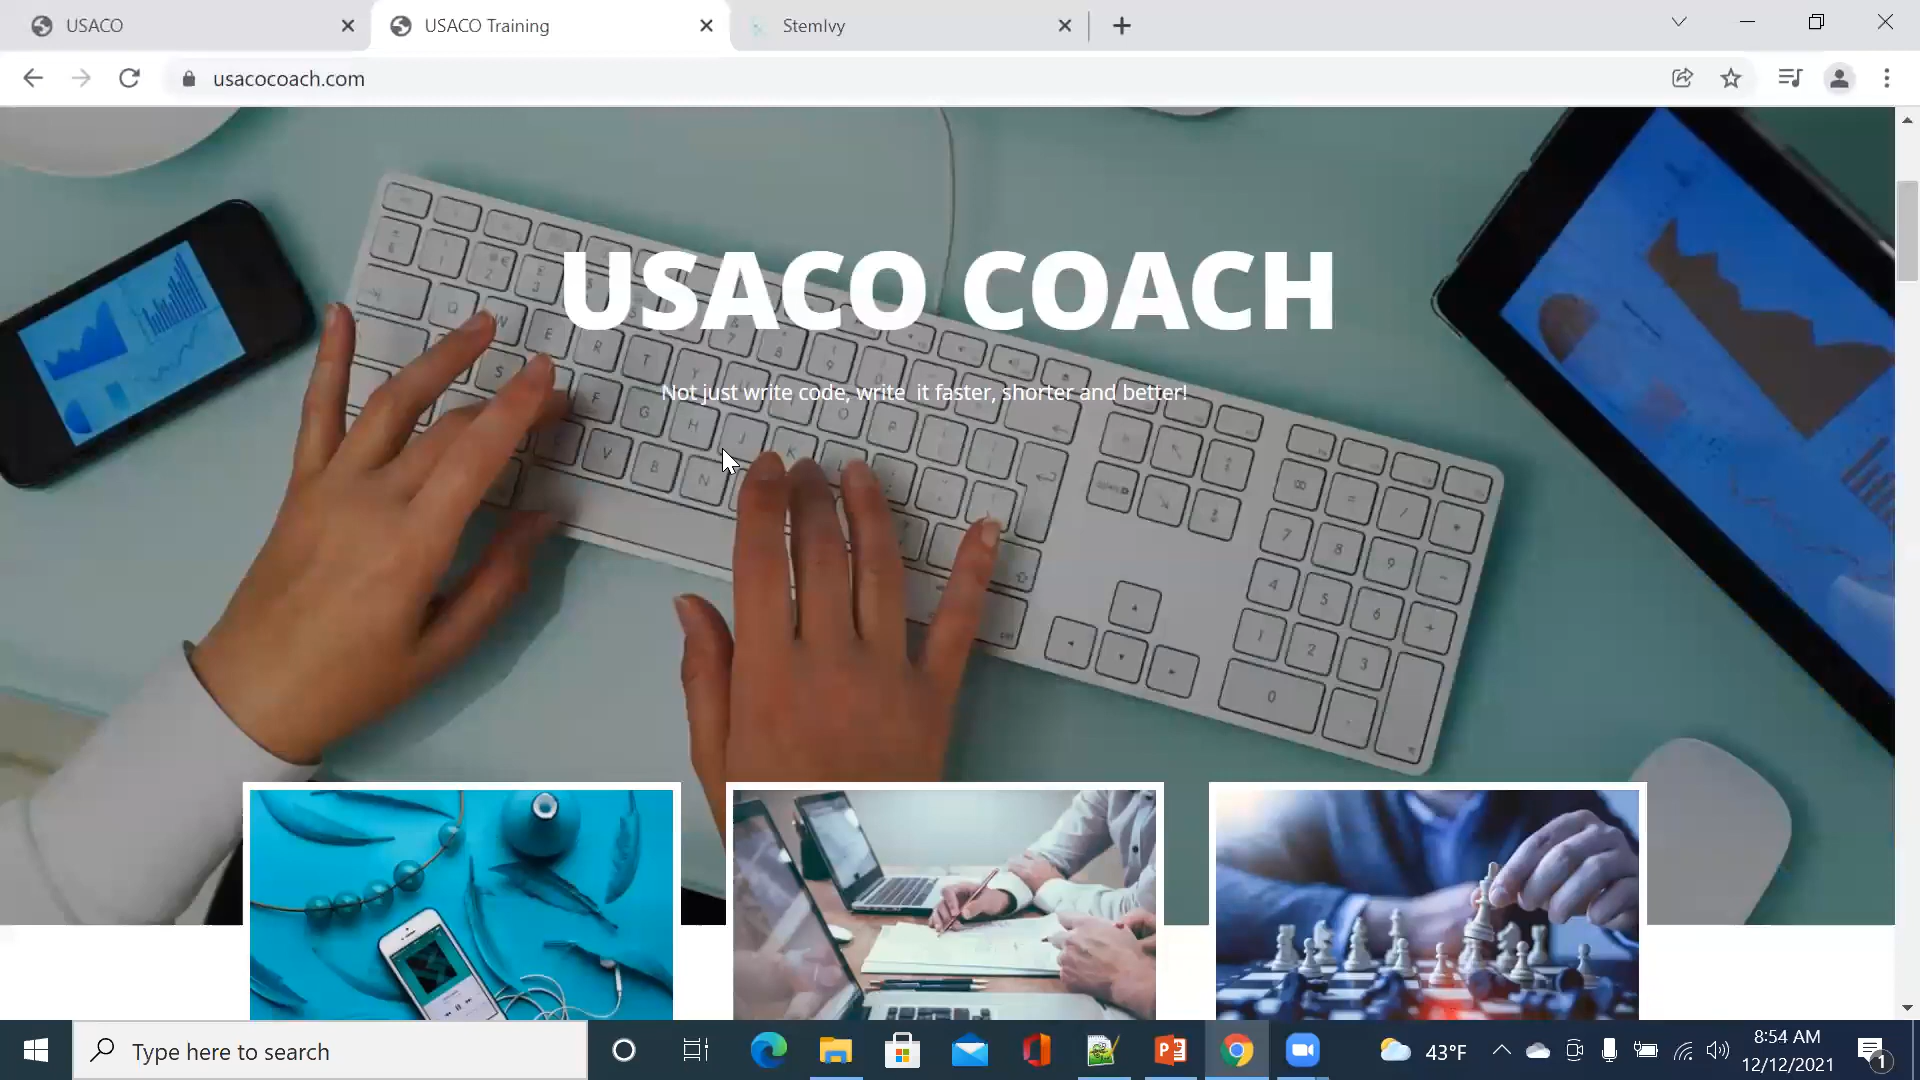 USACO
USACO Training
StemIvy
usacocoach.com
USACO COACH
Not just write code, write  it faster, shorter and better!
Type here to search
43°F
8:54 AM
12/12/2021
1